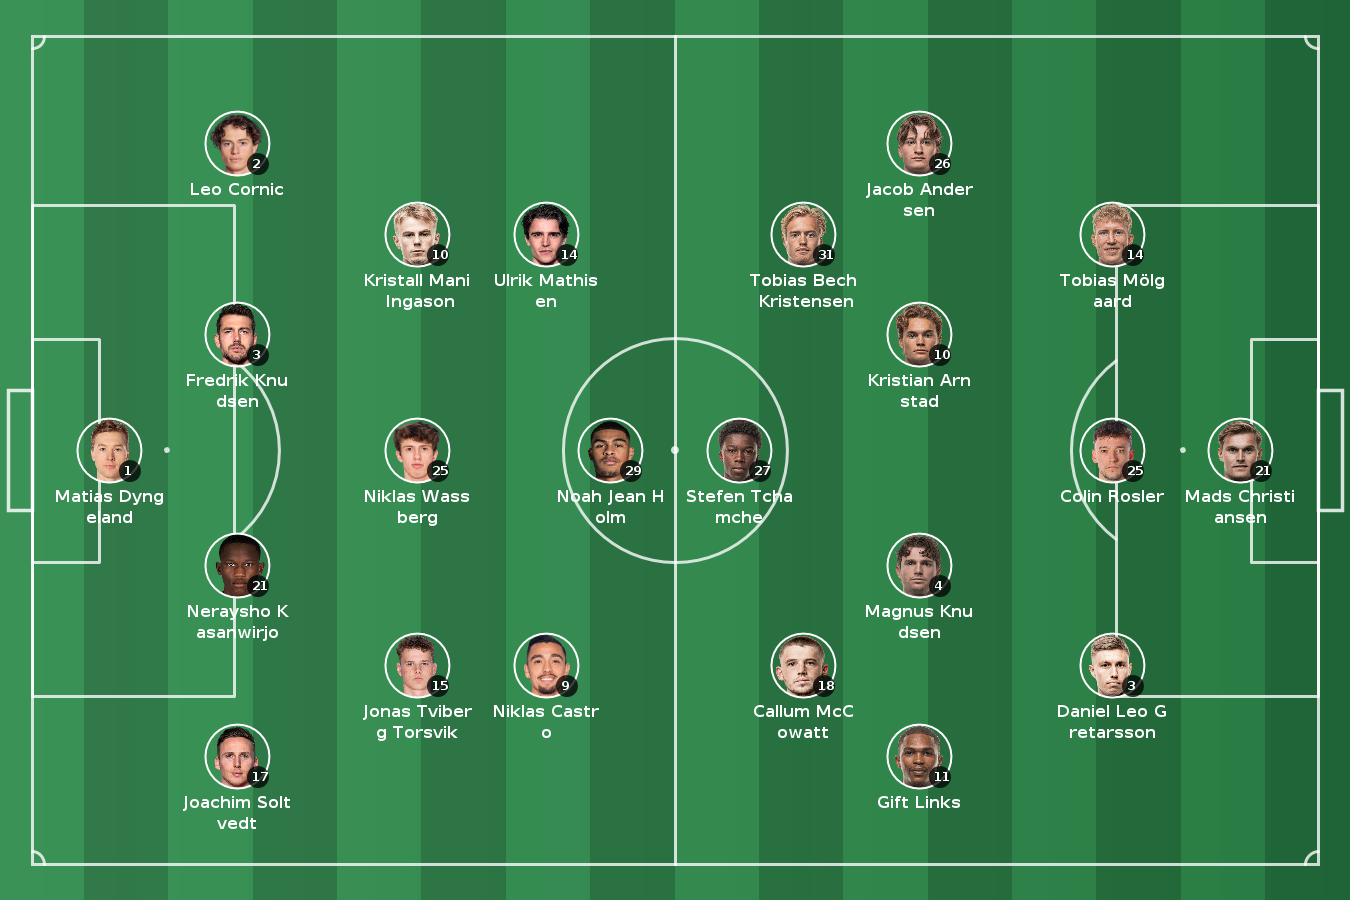 2
Leo Cornic
26
Jacob Ander
sen
10
Kristall Mani
Ingason
14
Ulrik Mathis
en
31
Tobias Bech
Kristensen
14
Tobias Mölg
aard
3
Fredrik Knu
dsen
10
Kristian Arn
stad
1
Matias Dyng
eland
25
Niklas Wass
berg
29
Noah Jean H
olm
27
Stefen Tcha
mche
25
Colin Rosler
21
Mads Christi
ansen
21
Neraysho K
asanwirjo
4
Magnus Knu
dsen
15
Jonas Tviber
g Torsvik
9
Niklas Castr
o
18
Callum McC
owatt
3
Daniel Leo G
retarsson
17
Joachim Solt
vedt
11
Gift Links